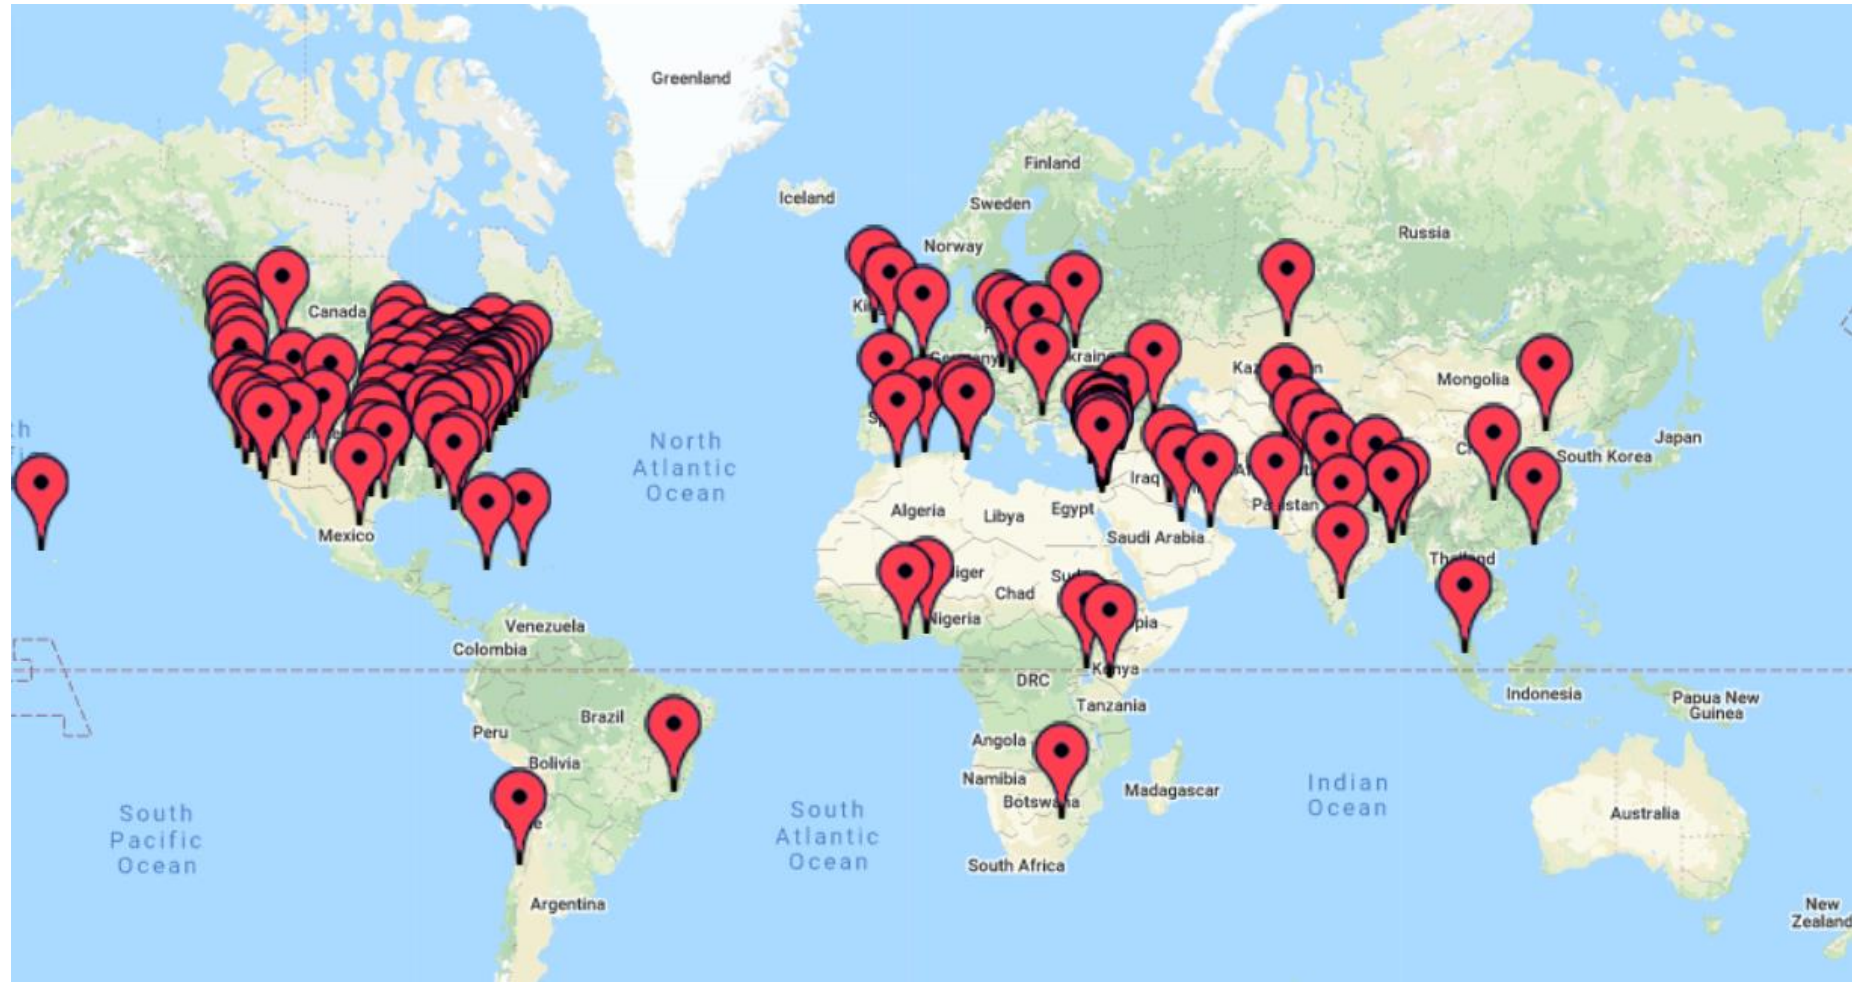 Greenland
Finland
Iceland
Sweden
Russia
Norway
Canada
Mongolia
Japan
North
Atlantic
Ocean
South Korea
Iraq
Algeria
Libya
Egypt
Mexico
Saudi Arabia
Chad
Nigeria
Venezuela
Colombia
Kenya
DRC
Indonesia
Papua New
Guinea
Tanzania
Brazil
Peru
Angola
Bolivia
Namibia
Madagascar
Indian
Ocean
Botswana
South
Pacific
Ocean
South
Atlantic
Ocean
Australia
South Africa
Argentina
New
Zealand